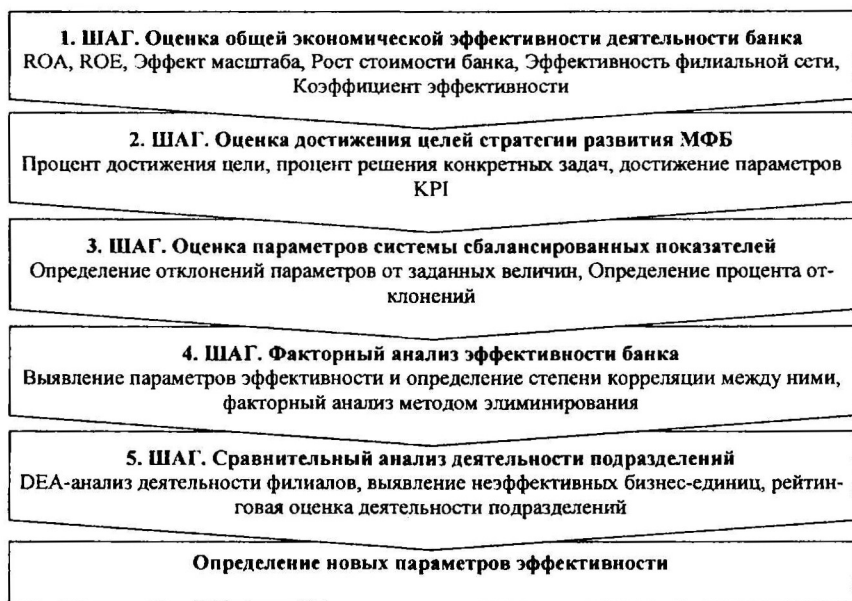 1. ШАГ. Оценка общей экономической эффективности деятельности банка
ROA, ROE, Эффект масштаба, Рост стоимости банка, Эффективность филиальной сети,
Коэффициент эффективности
2. ШАГ. Оценка достижения целей стратегии развития МФБ
Процент достижения цели, процент решения конкретных задач, достижение параметров
KPI
3. ШАГ. Оценка параметров системы сбалансированных показателей
Определение отклонений параметров от заданных величин, Определение процента от-
клонений
4. ШАГ. Факторный анализ эффективности банка
Выявление параметров эффективности и определение степени корреляции между ними,
факторный анализ методом элиминирования
5. ШАГ. Сравнительный анализ деятельности подразделений
DEA-анализ деятельности филиалов, выявление неэффективных бизнес-единиц, рейтин-
говая оценка деятельности подразделений
Определение новых параметров эффективности